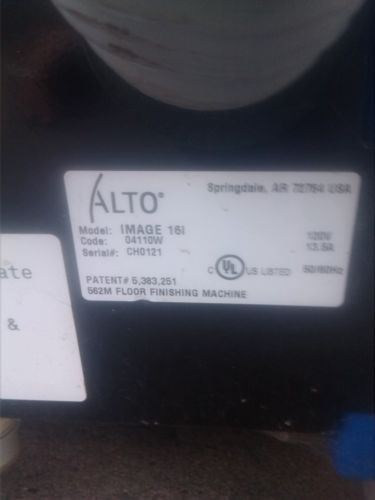 ALTO®
Springdale, AR 72764 USA
Model: IMAGE 16I
Code: 04110W
Serial#: CH0121
120V
13.5A
C UL® US LISTED 50/60Hz
PATENT# 5,383,251
562M FLOOR FINISHING MACHINE
ate
&